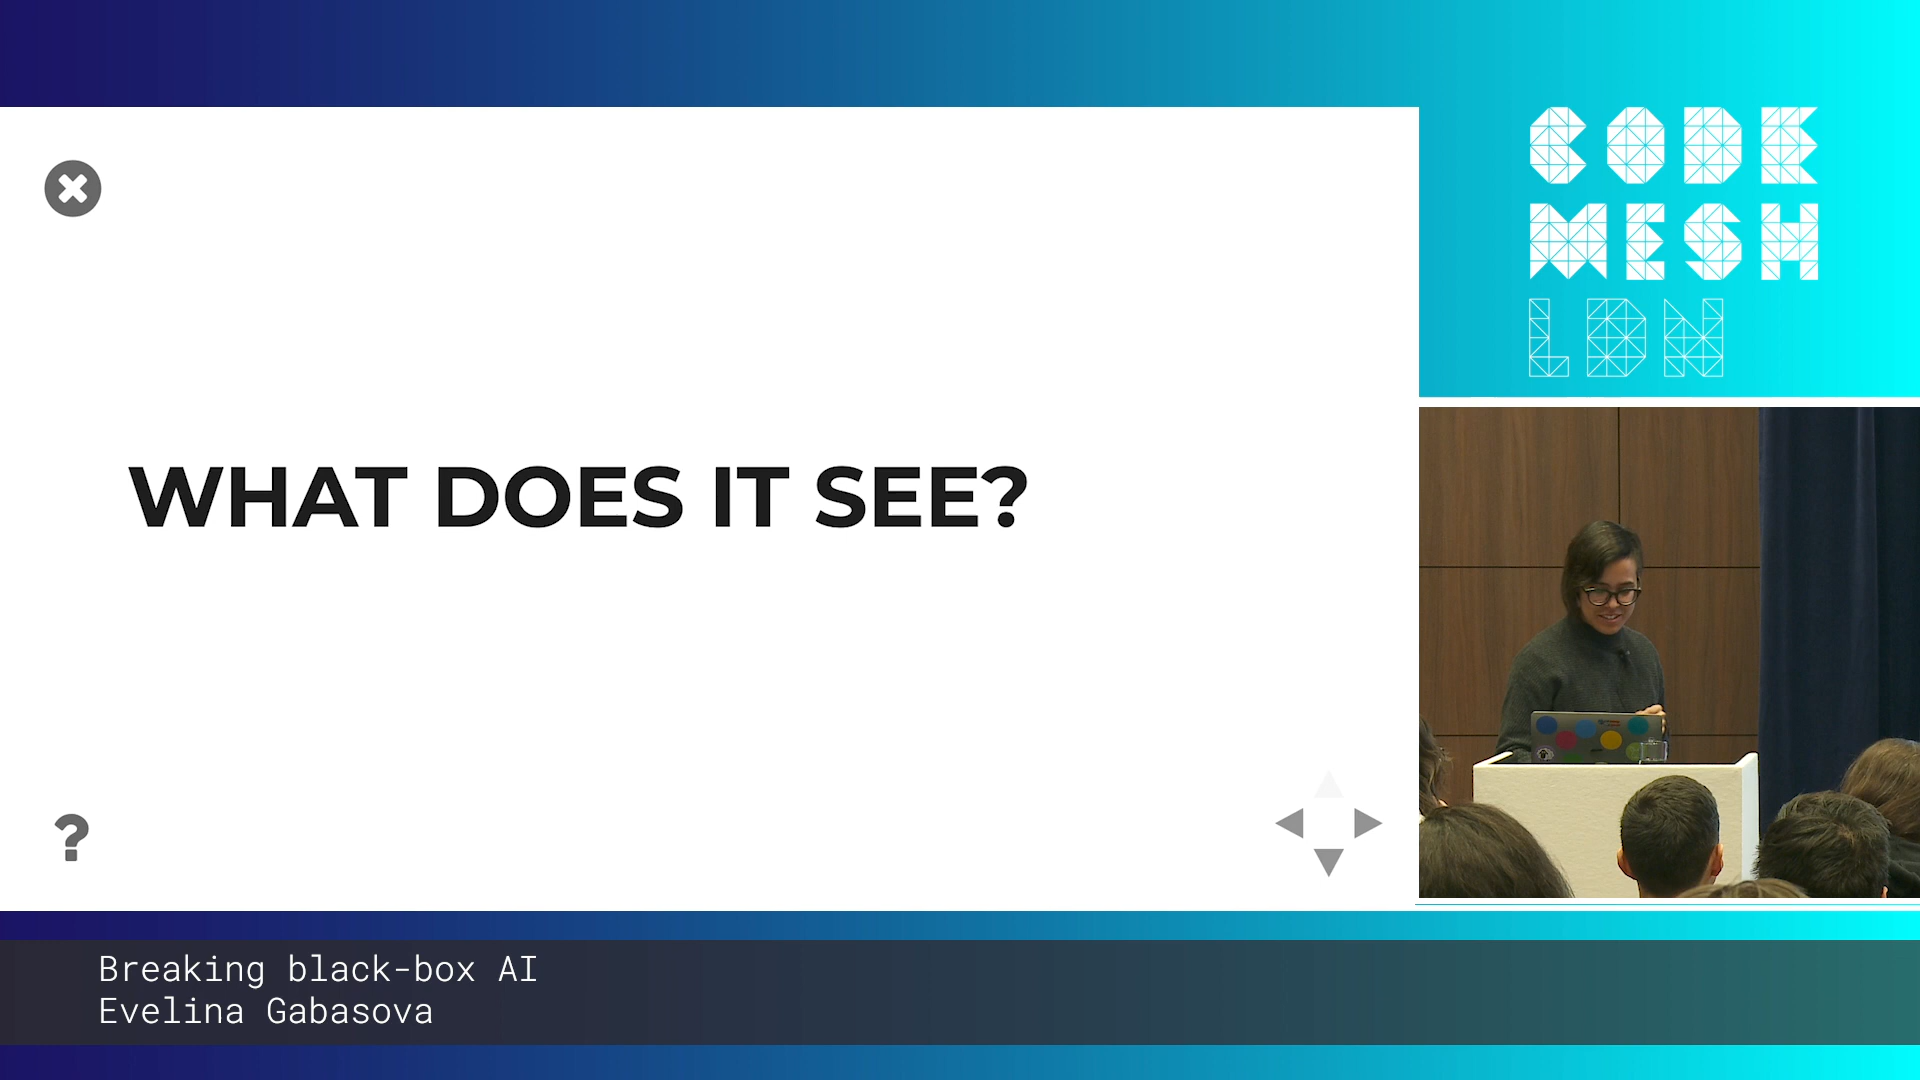 CODE
MESH
LDN
WHAT DOES IT SEE?
?
Breaking black-box AI
Evelina Gabasova